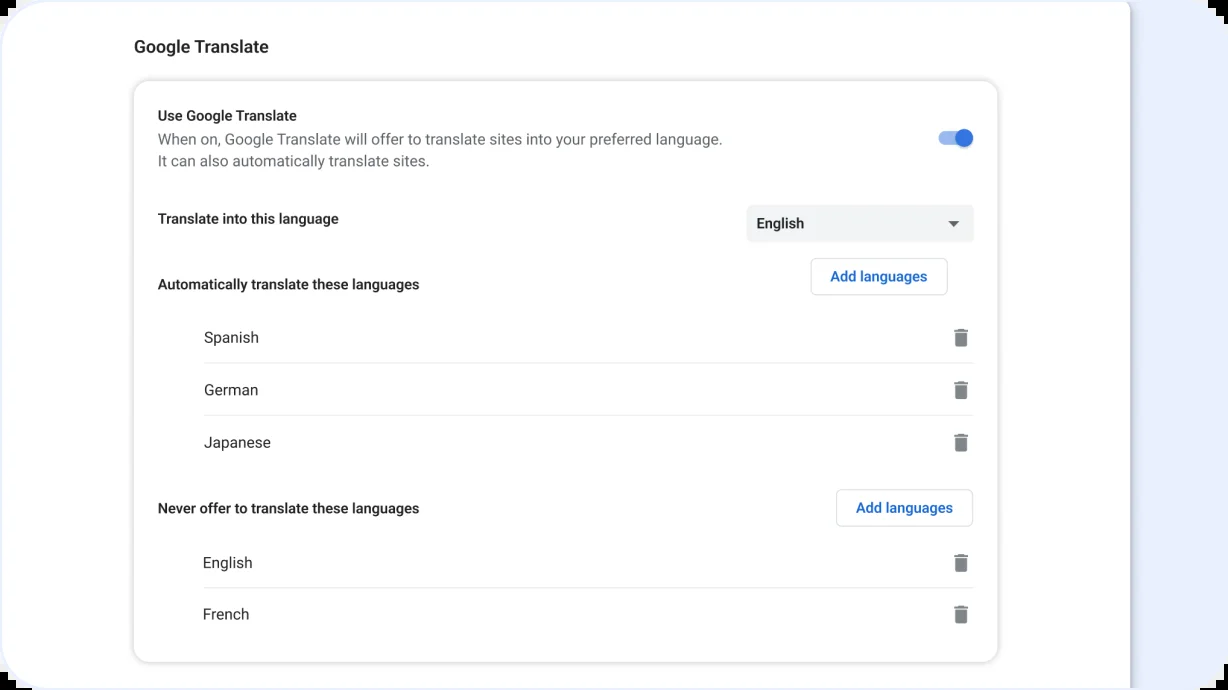 Google Translate
Use Google Translate
When on, Google Translate will offer to translate sites into your preferred language.
It can also automatically translate sites.
Translate into this language
English
Automatically translate these languages
Add languages
Spanish
German
Japanese
Never offer to translate these languages
Add languages
English
French